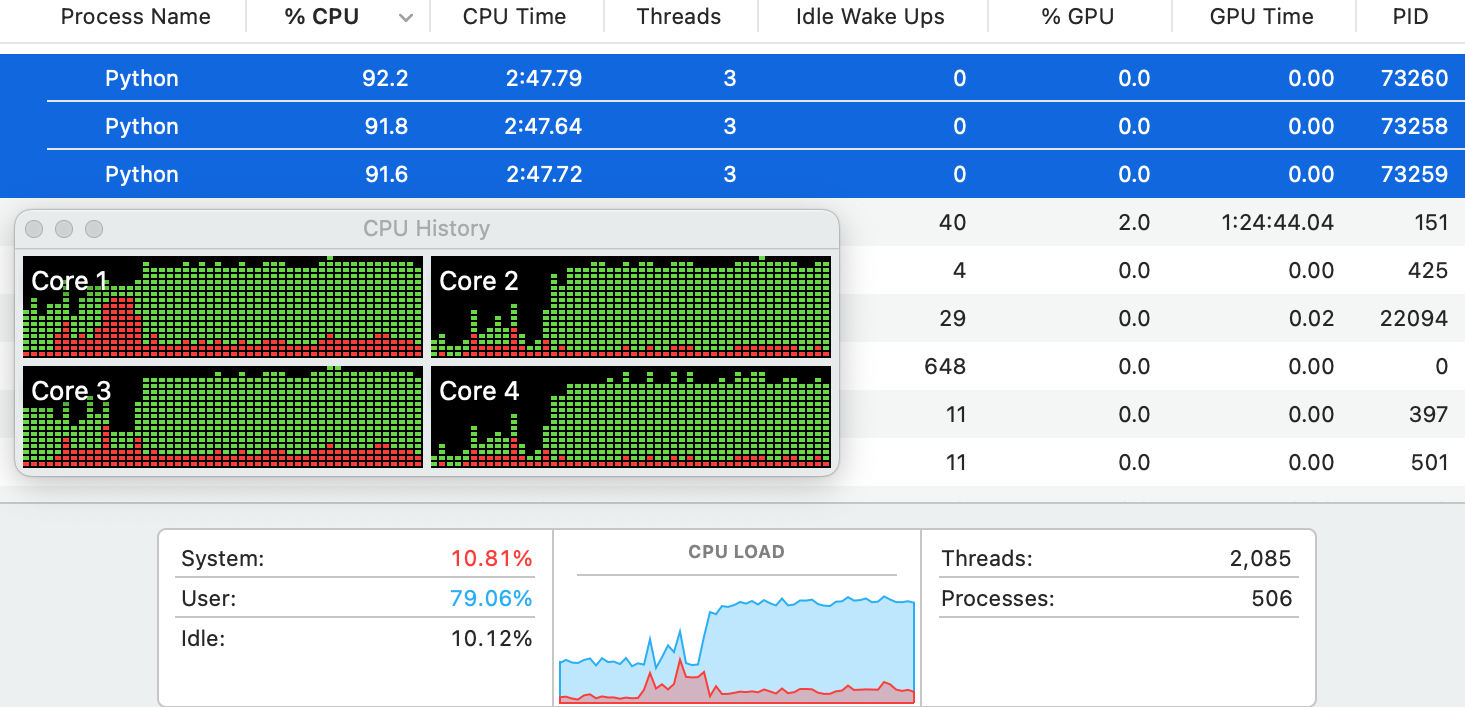 Process Name % CPU CPU Time Threads Idle Wake Ups % GPU GPU Time PID
Python 92.2 2:47.79 3 0 0.0 0.00 73260
Python 91.8 2:47.64 3 0 0.0 0.00 73258
Python 91.6 2:47.72 3 0 0.0 0.00 73259
40 2.0 1:24:44.04 151
CPU History
4 0.0 0.00 425
Core 1 Core 2
29 0.0 0.02 22094
648 0.0 0.00 0
Core 3 Core 4
11 0.0 0.00 397
11 0.0 0.00 501
System: 10.81%
User: 79.06%
Idle: 10.12%
CPU LOAD
Threads: 2,085
Processes: 506